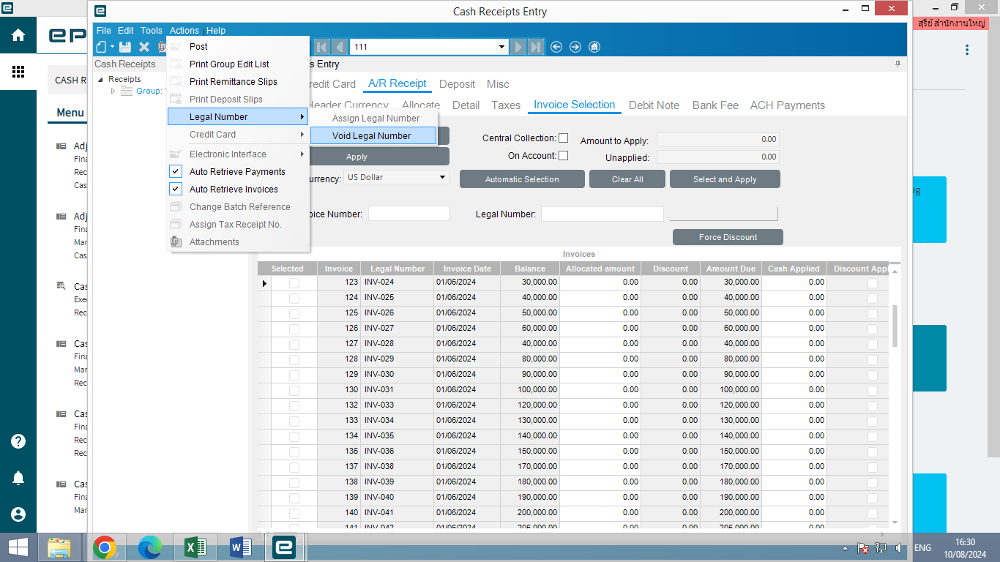 Cash Receipts Entry
สุรีย์ สำนักงานใหญ่
File Edit Tools Actions Help
111
Cash Receipts
s Entry
Receipts
Group:
Post
Print Group Edit List
Print Remittance Slips
Print Deposit Slips
Legal Number
Credit Card
Electronic Interface
Auto Retrieve Payments
Auto Retrieve Invoices
Change Batch Reference
Assign Tax Receipt No.
Attachments
Assign Legal Number
Void Legal Number
redit Card A/R Receipt Deposit Misc
Header Currency Allocate Detail Taxes Invoice Selection Debit Note Bank Fee ACH Payments
Central Collection: Amount to Apply: 0.00
Apply On Account: Unapplied: 0.00
urrency: US Dollar Automatic Selection Clear All Select and Apply
oice Number: Legal Number:
Force Discount
Invoices
Selected Invoice Legal Number Invoice Date Balance Allocated amount Discount Amount Due Cash Applied Discount Appl
123 INV-024 01/06/2024 30,000.00 0.00 0.00 30,000.00 0.00
124 INV-025 01/06/2024 40,000.00 0.00 0.00 40,000.00 0.00
125 INV-026 01/06/2024 50,000.00 0.00 0.00 50,000.00 0.00
126 INV-027 01/06/2024 60,000.00 0.00 0.00 60,000.00 0.00
127 INV-028 01/06/2024 40,000.00 0.00 0.00 40,000.00 0.00
128 INV-029 01/06/2024 80,000.00 0.00 0.00 80,000.00 0.00
129 INV-030 01/06/2024 90,000.00 0.00 0.00 90,000.00 0.00
130 INV-031 01/06/2024 100,000.00 0.00 0.00 100,000.00 0.00
132 INV-033 01/06/2024 120,000.00 0.00 0.00 120,000.00 0.00
133 INV-034 01/06/2024 130,000.00 0.00 0.00 130,000.00 0.00
134 INV-035 01/06/2024 140,000.00 0.00 0.00 140,000.00 0.00
135 INV-036 01/06/2024 150,000.00 0.00 0.00 150,000.00 0.00
137 INV-038 01/06/2024 170,000.00 0.00 0.00 170,000.00 0.00
138 INV-039 01/06/2024 180,000.00 0.00 0.00 180,000.00 0.00
139 INV-040 01/06/2024 190,000.00 0.00 0.00 190,000.00 0.00
140 INV-041 01/06/2024 200,000.00 0.00 0.00 200,000.00 0.00
141 INV-042 01/06/2024 205,000.00 0.00 0.00 205,000.00 0.00
ep
CASH R
Menu
Adj
Fina
Rec
Cas
Adj
Fina
Mar
Cas
Cas
Exec
Rec
Cas
Fina
Mar
Rec
Cas
Fina
Rec
Rec
Cas
Fina
Mar
og
ENG
16:30
10/08/2024